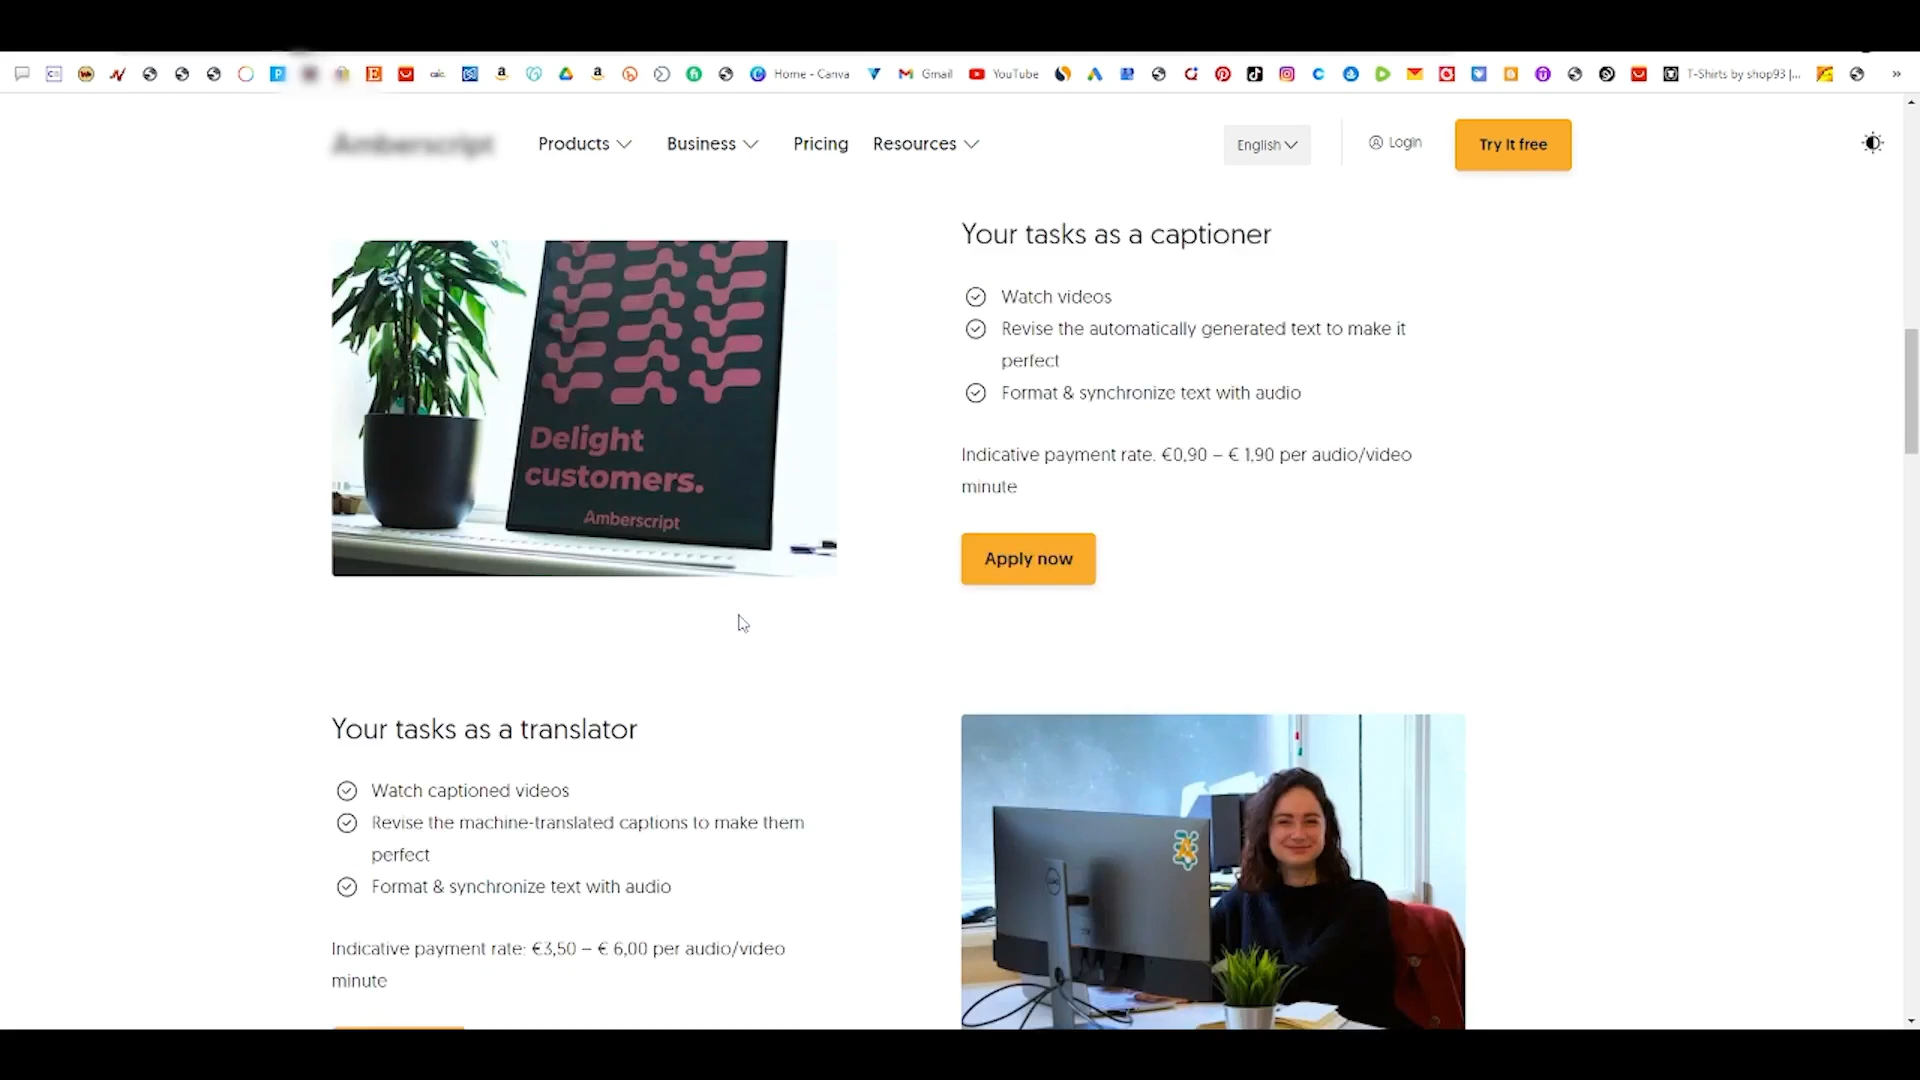 Home - Canva
Gmail
YouTube
T-Shirts by shop93 |...
»
Amberscript
Products
Business
Pricing
Resources
English
Login
Try it free
Delight
customers.
Amberscript
Your tasks as a captioner
Watch videos
Revise the automatically generated text to make it
perfect
Format & synchronize text with audio
Indicative payment rate. €0,90 – € 1,90 per audio/video
minute
Apply now
Your tasks as a translator
Watch captioned videos
Revise the machine-translated captions to make them
perfect
Format & synchronize text with audio
Indicative payment rate: €3,50 – € 6,00 per audio/video
minute